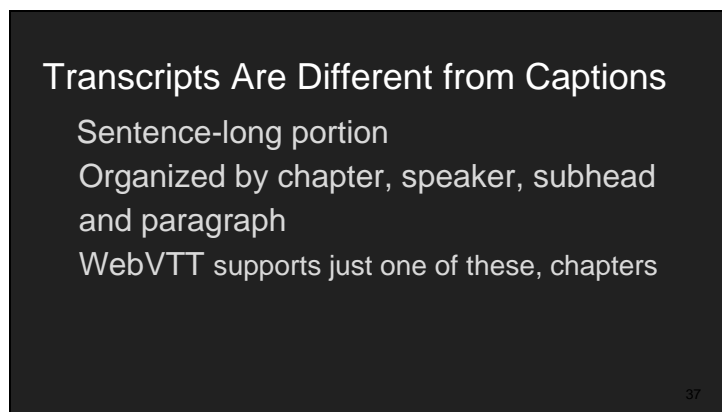 Transcripts Are Different from Captions
Sentence-long portion
Organized by chapter, speaker, subhead
and paragraph
WebVTT supports just one of these, chapters
37